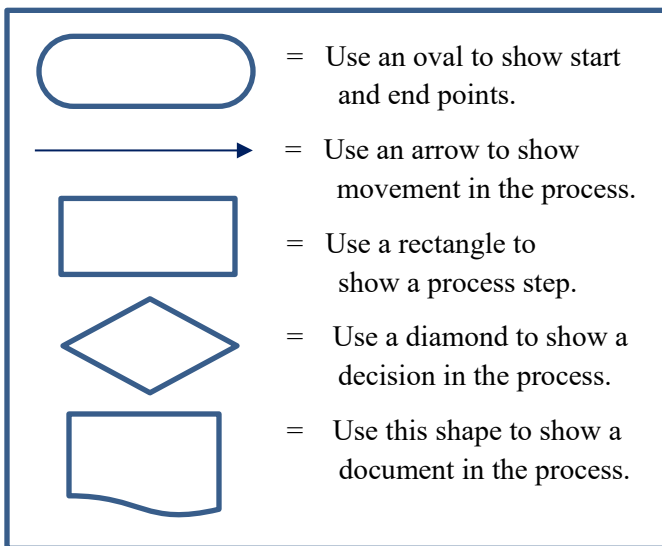 = Use an oval to show start
and end points.
= Use an arrow to show
movement in the process.
= Use a rectangle to
show a process step.
= Use a diamond to show a
decision in the process.
= Use this shape to show a
document in the process.